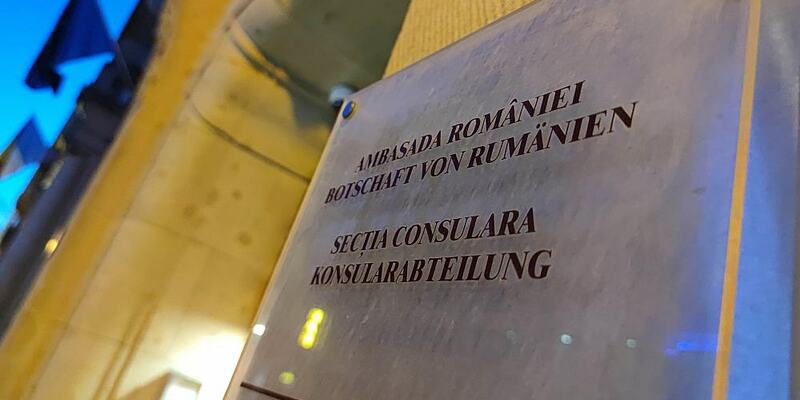 AMBASADA ROMÂNIEI
BOTSCHAFT VON RUMÄNIEN
SECȚIA CONSULARA
KONSULARABTEILUNG